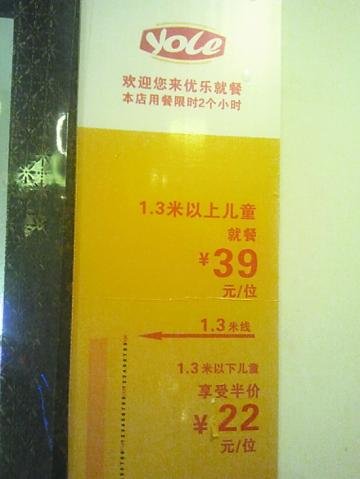 YOLE
欢迎您来优乐就餐
本店用餐限时2个小时
1.3米以上儿童
就餐
¥39
元/位
1.3米线
1.3米以下儿童
享受半价
¥22
元/位